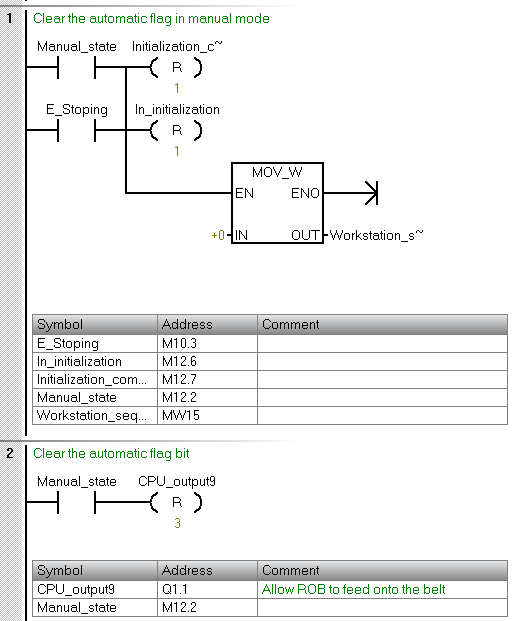 1 Clear the automatic flag in manual mode
Manual_state Initialization_c~
R
1
E_Stoping In_initialization
R
1
MOV_W
EN ENO
+0 IN OUT Workstation_s~
Symbol Address Comment
E_Stoping M10.3
In_initialization M12.6
Initialization_com... M12.7
Manual_state M12.2
Workstation_seq... MW15
2 Clear the automatic flag bit
Manual_state CPU_output9
R
3
Symbol Address Comment
CPU_output9 Q1.1 Allow ROB to feed onto the belt
Manual_state M12.2